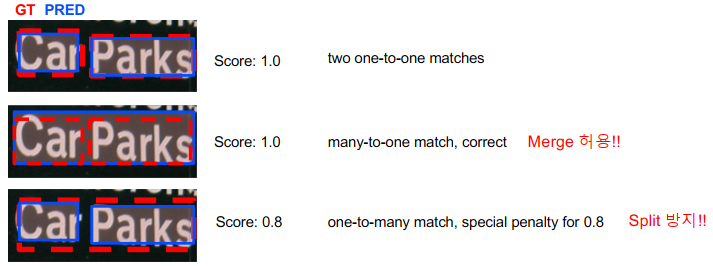 GT PRED
Car Parks
Score: 1.0
two one-to-one matches
Car Parks
Score: 1.0
many-to-one match, correct
Merge 허용!!
Car Parks
Score: 0.8
one-to-many match, special penalty for 0.8
Split 방지!!